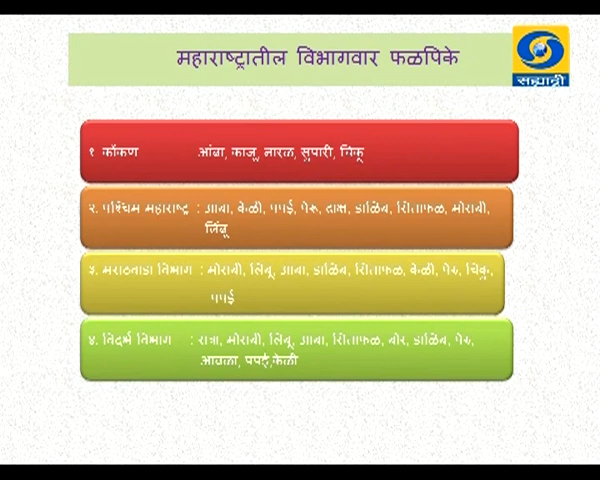 महाराष्ट्रातील विभागवार फळपिके
सह्याद्री
१ कोंकण आंबा, काजू, नारळ, सुपारी, चिकू
२. पश्चिम महाराष्ट्र : आंबा, केळी, पपई, पेरू, द्राक्ष, डाळिंब, सिताफळ, मोसंबी,
लिंबू
३. मराठवाडा विभाग : मोसंबी, लिंबू, आंबा, डाळिंब, सिताफळ, केळी, पेरु, चिकु,
पपई
४. विदर्भ विभाग : संत्रा, मोसंबी, लिंबू, आंबा, सिताफळ, बोर, डाळिंब, पेरु,
आवळा, पपई,केळी